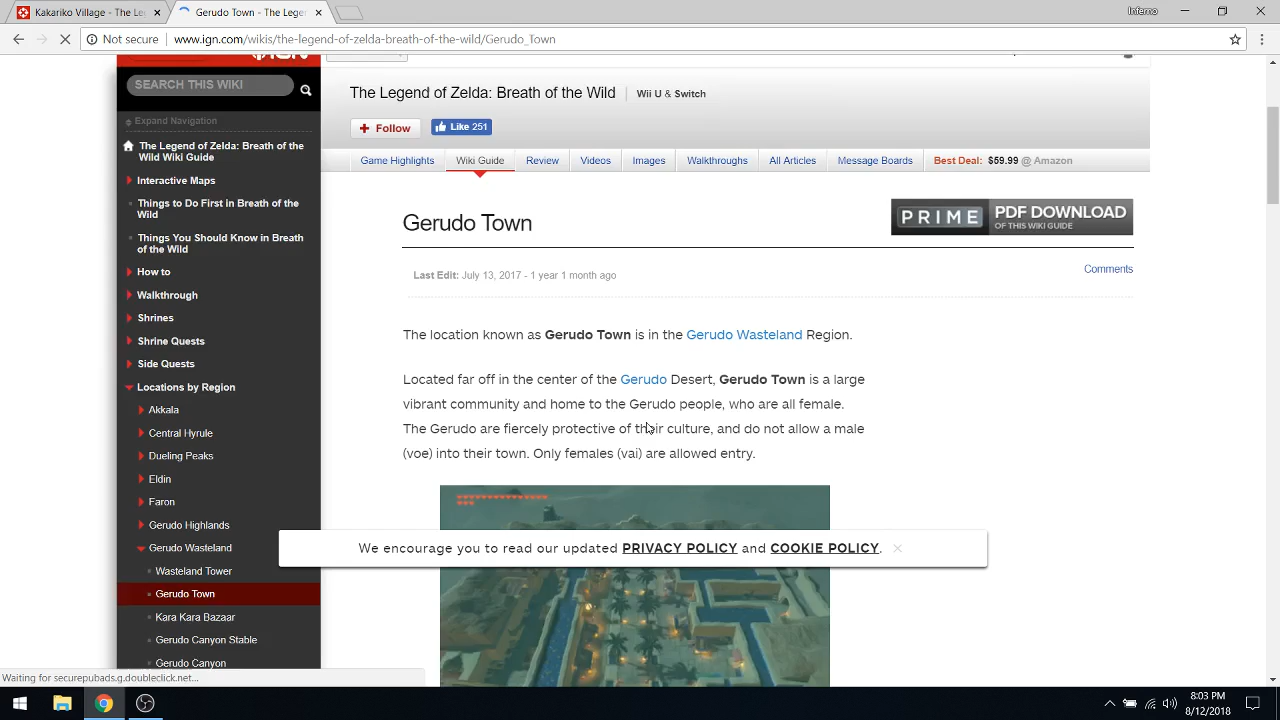 Kakariko Village - The Leg
Gerudo Town - The Legen
Inferno
Not secure
www.ign.com/wikis/the-legend-of-zelda-breath-of-the-wild/Gerudo_Town
IGN
SEARCH THIS WIKI
Expand Navigation
The Legend of Zelda: Breath of the
Wild Wiki Guide
Interactive Maps
Things to Do First in Breath of the
Wild
Things You Should Know in Breath
of the Wild
How to
Walkthrough
Shrines
Shrine Quests
Side Quests
Locations by Region
Akkala
Central Hyrule
Dueling Peaks
Eldin
Faron
Gerudo Highlands
Gerudo Wasteland
Wasteland Tower
Gerudo Town
Kara Kara Bazaar
Gerudo Canyon Stable
Gerudo Canyon
The Legend of Zelda: Breath of the Wild
Wii U & Switch
Follow
Like 251
Game Highlights
Wiki Guide
Review
Videos
Images
Walkthroughs
All Articles
Message Boards
Best Deal: $59.99 @ Amazon
Gerudo Town
PRIME PDF DOWNLOAD
OF THIS WIKI GUIDE
Last Edit: July 13, 2017 - 1 year 1 month ago
Comments
The location known as Gerudo Town is in the Gerudo Wasteland Region.
Located far off in the center of the Gerudo Desert, Gerudo Town is a large
vibrant community and home to the Gerudo people, who are all female.
The Gerudo are fiercely protective of their culture, and do not allow a male
(voe) into their town. Only females (vai) are allowed entry.
We encourage you to read our updated PRIVACY POLICY and COOKIE POLICY.
Waiting for securepubads.g.doubleclick.net...
8:03 PM
8/12/2018